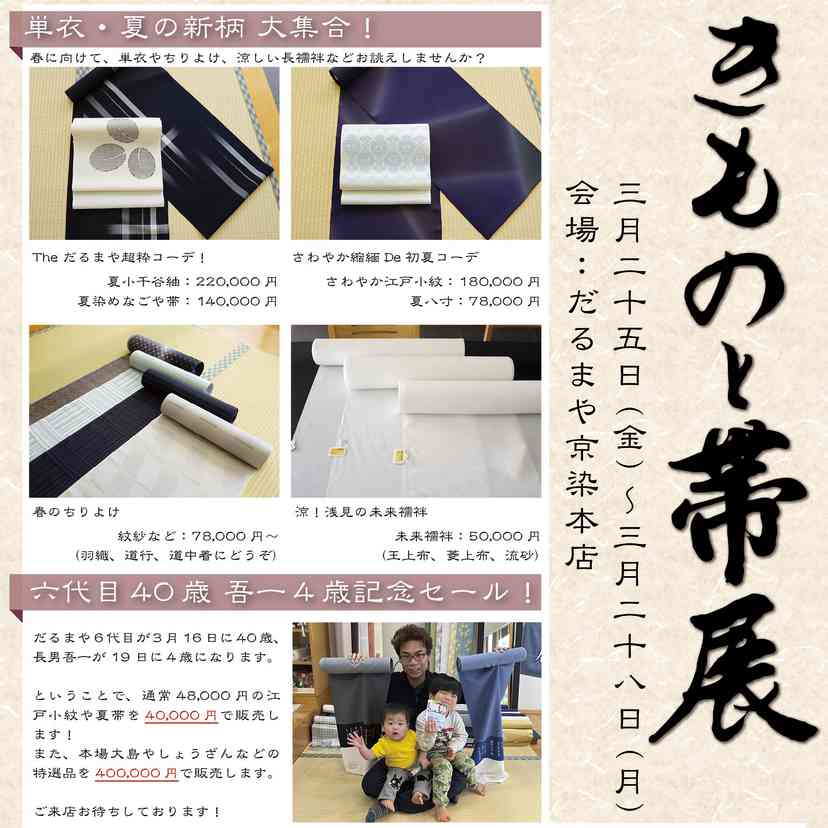 きものと帯展
三月二十五日（金）～三月二十八日（月）
会場：だるまや京染本店
単衣・夏の新柄 大集合！
春に向けて、単衣やちりよけ、涼しい長襦袢などお誂えしませんか？
The だるまや超粋コーデ！
夏小千谷紬：220,000 円
夏染めなごや帯：140,000 円
さわやか縮緬 De 初夏コーデ
さわやか江戸小紋：180,000 円
夏八寸：78,000 円
春のちりよけ
紋紗など：78,000 円～
（羽織、道行、道中着にどうぞ）
涼！浅見の未来襦袢
未来襦袢：50,000 円
（王上布、菱上布、流砂）
六代目 40 歳 吾一 4 歳記念セール！
だるまや６代目が３月 16 日に40歳、
長男吾一が 19 日に４歳になります。
ということで、通常 48,000 円の江
戸小紋や夏帯を 40,000 円で販売し
ます！
また、本場大島やしょうざんなどの
特選品を 400,000 円で販売します。
ご来店お待ちしております！